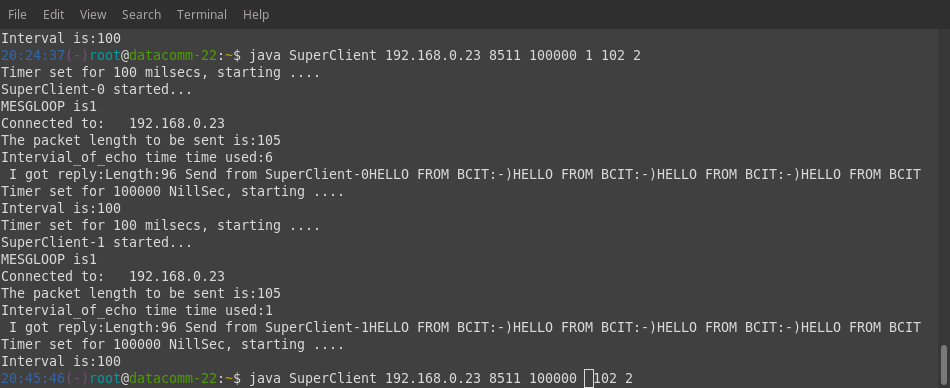 File Edit View Search Terminal Help
Interval is:100
20:24:37(-)root@datacomm-22:~$ java SuperClient 192.168.0.23 8511 100000 1 102 2
Timer set for 100 milsecs, starting ....
SuperClient-0 started...
MESGLOOP is1
Connected to:   192.168.0.23
The packet length to be sent is:105
Intervial_of_echo time time used:6
 I got reply:Length:96 Send from SuperClient-0HELLO FROM BCIT:-)HELLO FROM BCIT:-)HELLO FROM BCIT:-)HELLO FROM BCIT
Timer set for 100000 NillSec, starting ....
Interval is:100
Timer set for 100 milsecs, starting ....
SuperClient-1 started...
MESGLOOP is1
Connected to:   192.168.0.23
The packet length to be sent is:105
Intervial_of_echo time time used:1
 I got reply:Length:96 Send from SuperClient-1HELLO FROM BCIT:-)HELLO FROM BCIT:-)HELLO FROM BCIT:-)HELLO FROM BCIT
Timer set for 100000 NillSec, starting ....
Interval is:100
20:45:46(-)root@datacomm-22:~$ java SuperClient 192.168.0.23 8511 100000 102 2